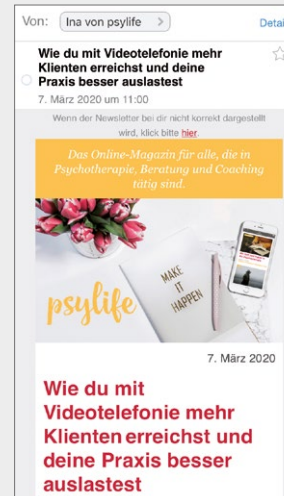 Von: Ina von psylife >
Detai
Wie du mit Videotelefonie mehr
Klienten erreichst und deine
Praxis besser auslastest
7. März 2020 um 11:00
Wenn der Newsletter bei dir nicht korrekt dargestellt
wird, klick bitte hier.
Das Online-Magazin für alle, die in
Psychotherapie, Beratung und Coaching
tätig sind.
MAKE
IT
HAPPEN
psylife
7. März 2020
Wie du mit
Videotelefonie mehr
Klienten erreichst und
deine Praxis besser
auslastest